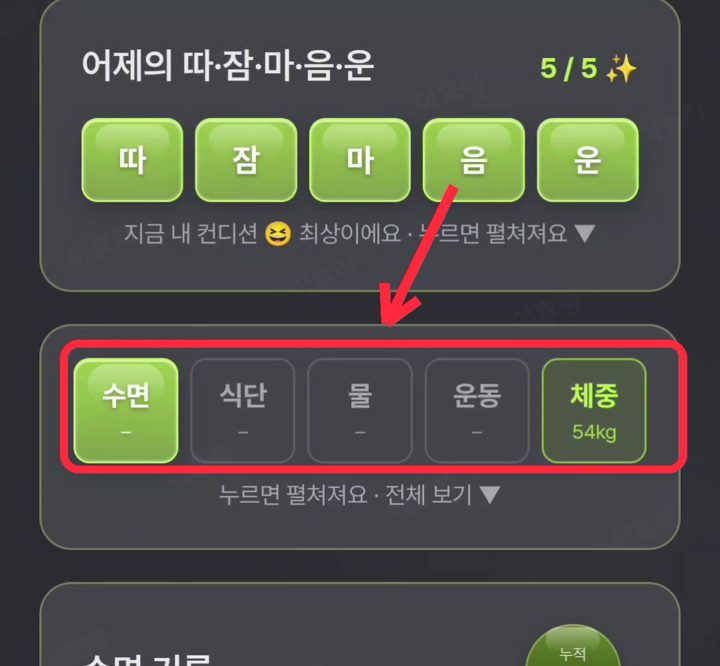 어제의 따·잠·마·음·운
5 / 5 ✨
따 잠 마 음 운
지금 내 컨디션 😆 최상이에요 · 누르면 펼쳐져요 ▼
수면 식단 물 운동 체중
– – – – 54kg
누르면 펼쳐져요 · 전체 보기 ▼
누적